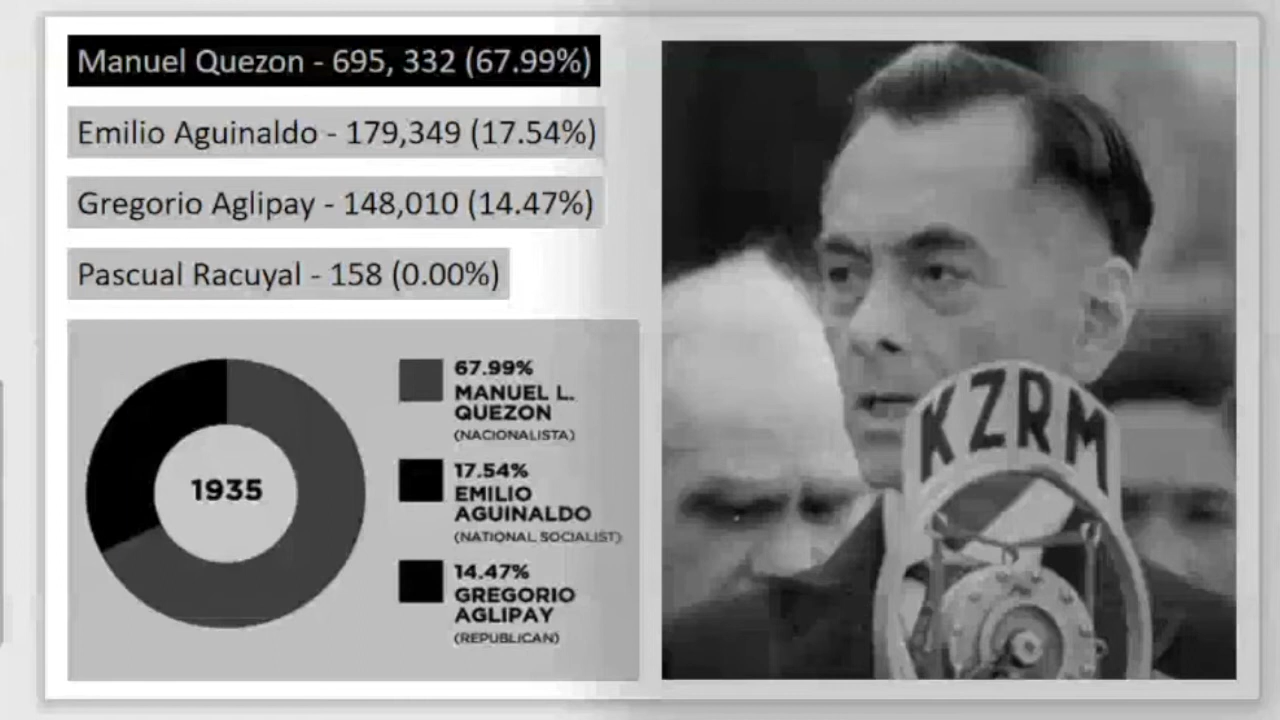 Manuel Quezon - 695, 332 (67.99%)
Emilio Aguinaldo - 179,349 (17.54%)
Gregorio Aglipay - 148,010 (14.47%)
Pascual Racuyal - 158 (0.00%)
1935
67.99%
MANUEL L.
QUEZON
(NACIONALISTA)
17.54%
EMILIO
AGUINALDO
(NATIONAL SOCIALIST)
14.47%
GREGORIO
AGLIPAY
(REPUBLICAN)
KZRM